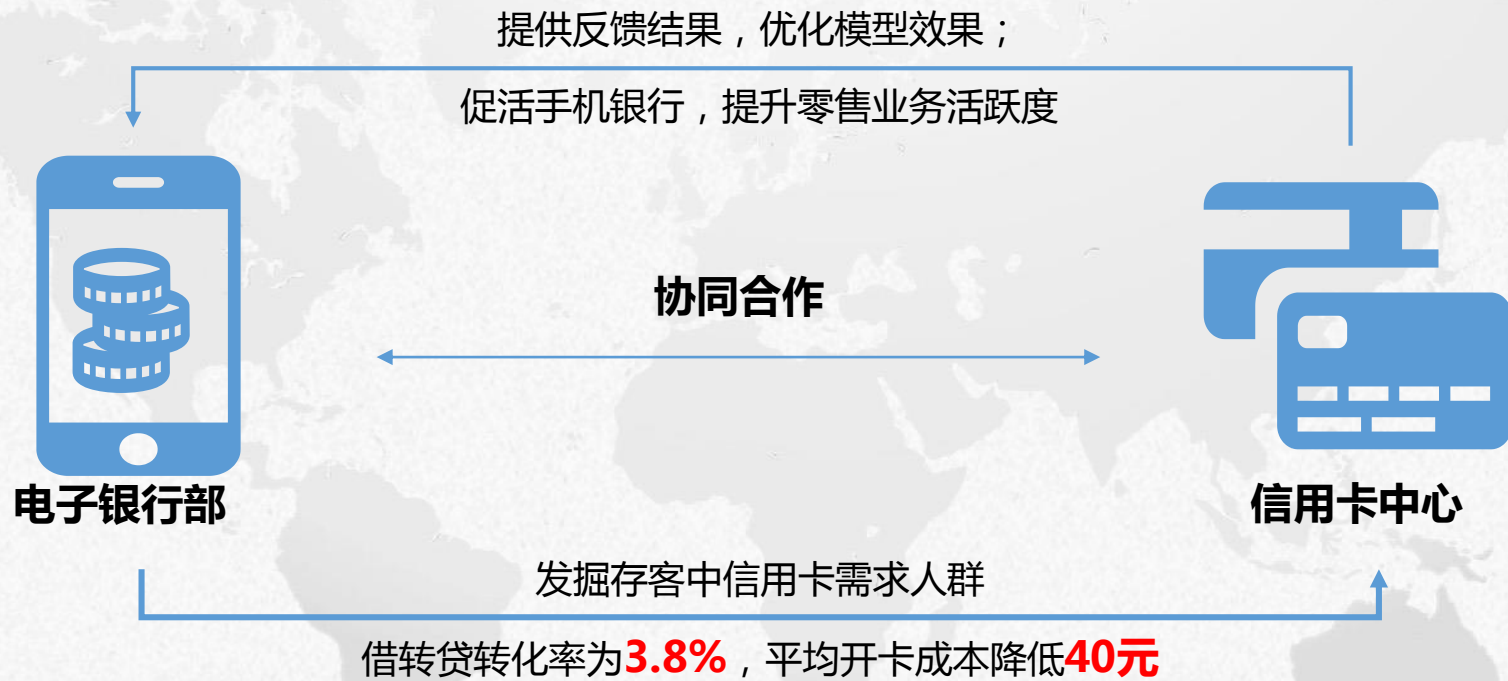 提供反馈结果，优化模型效果；
促活手机银行，提升零售业务活跃度
协同合作
电子银行部
信用卡中心
发掘存客中信用卡需求人群
借转贷转化率为3.8%，平均开卡成本降低40元